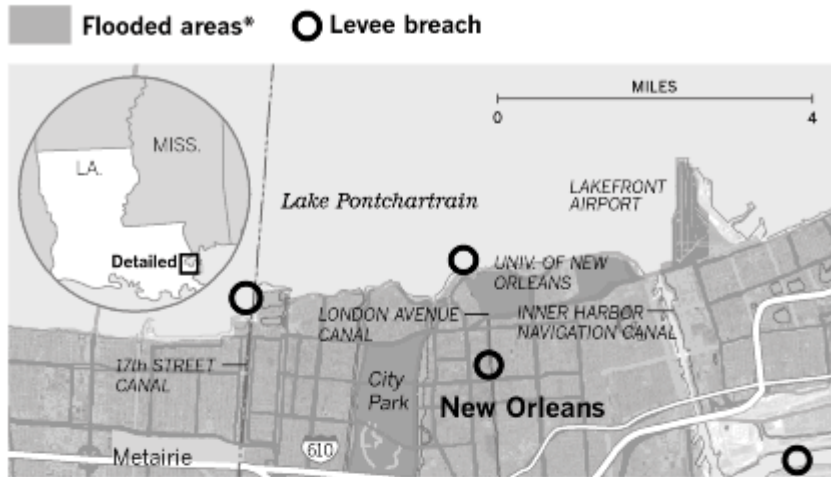 Flooded areas*
Levee breach
MILES
0 4
MISS.
LA.
Detailed
Lake Pontchartrain
LAKEFRONT
AIRPORT
UNIV. OF NEW
ORLEANS
LONDON AVENUE
CANAL
INNER HARBOR
NAVIGATION CANAL
17th STREET
CANAL
City
Park
New Orleans
610
Metairie